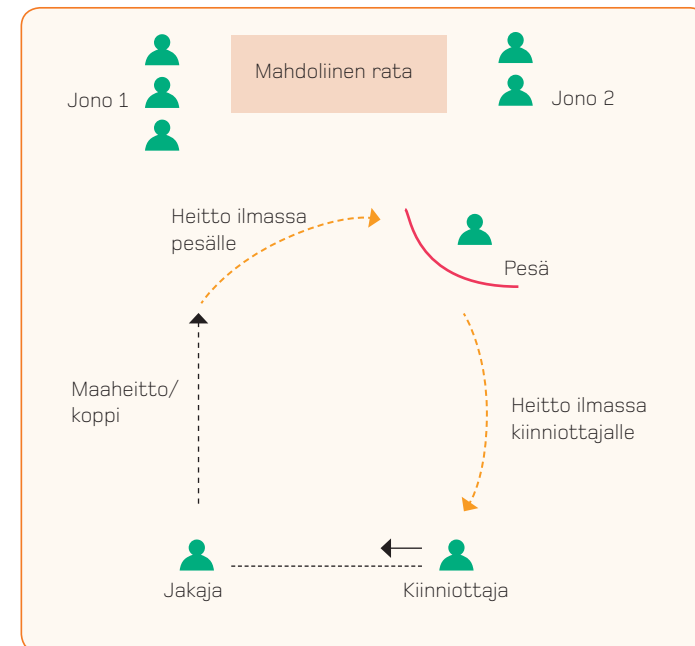 Mahdoliinen rata
Jono 1
Jono 2
Heitto ilmassa
pesälle
Pesä
Maaheitto/
koppi
Heitto ilmassa
kiinniottajalle
Jakaja
Kiinniottaja